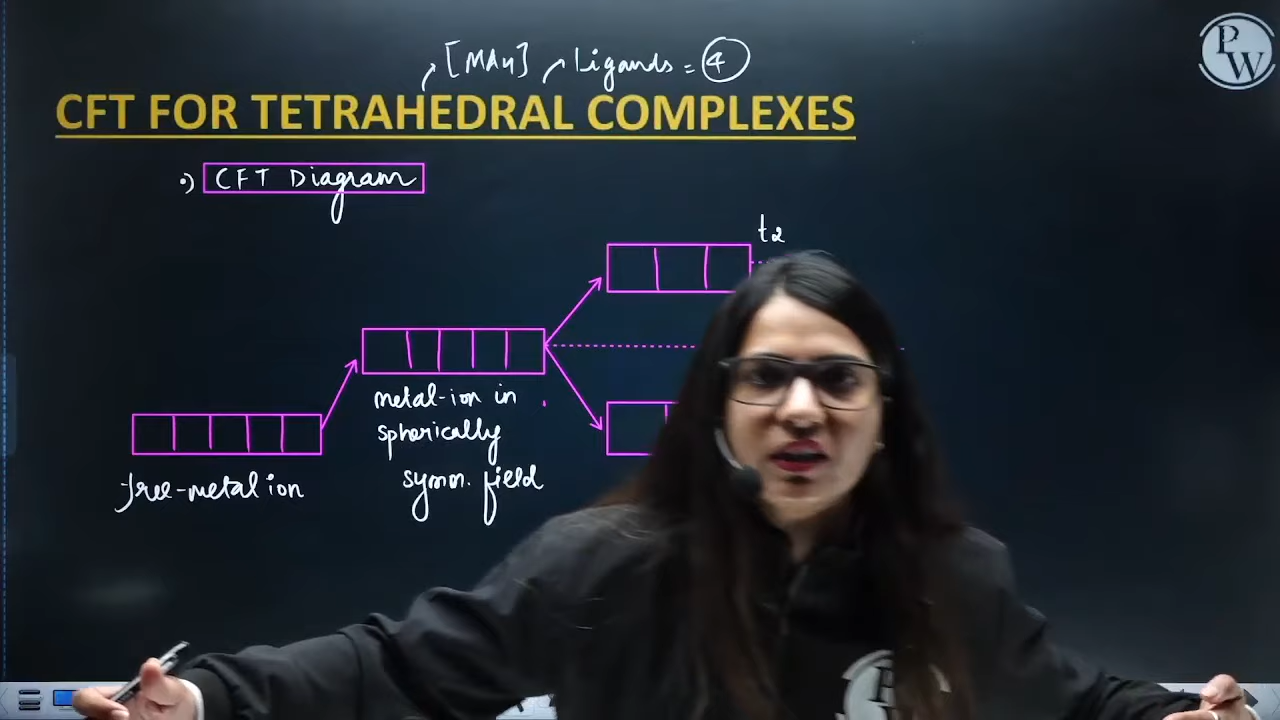 [MA4] Ligands = 4
CFT FOR TETRAHEDRAL COMPLEXES
•) CFT Diagram
t2
metal-ion in
spherically
symm. field
free-metal ion
PW
PW